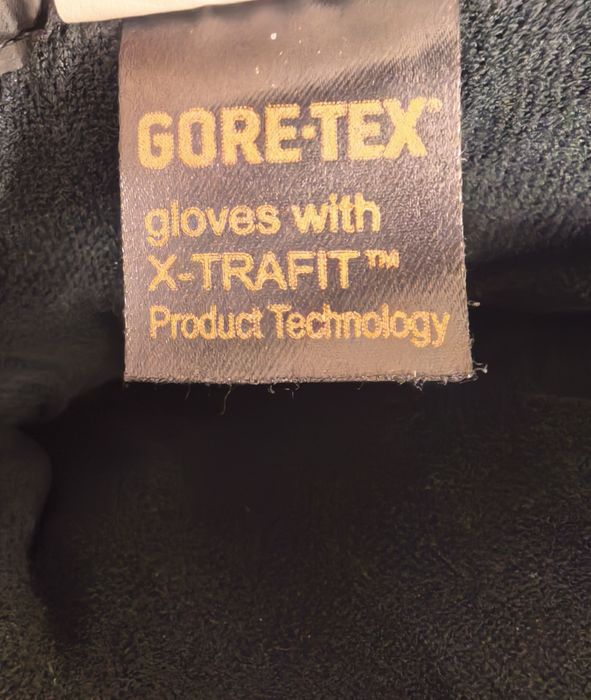 GORE-TEX®
gloves with
X-TRAFIT™
Product Technology